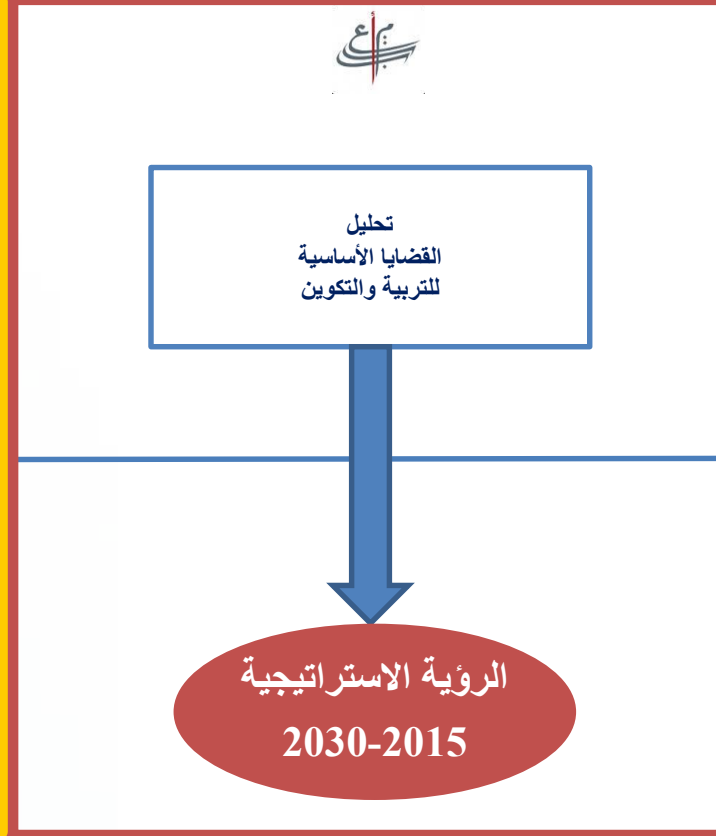 تحليل
القضايا الأساسية
للتربية والتكوين
الرؤية الاستراتيجية
2030-2015